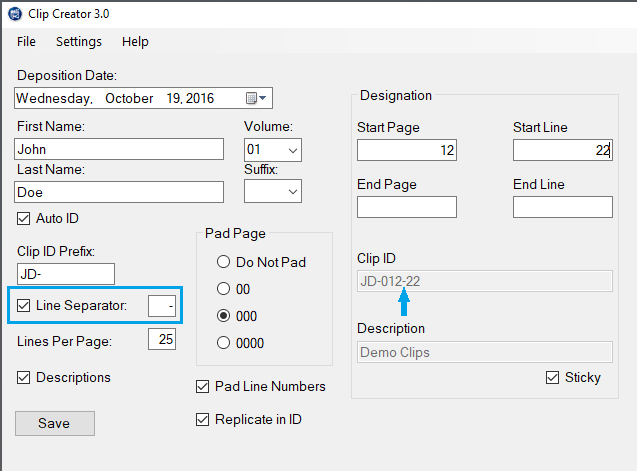 Clip Creator 3.0
File Settings Help
Deposition Date:
Wednesday, October 19, 2016
First Name:
Volume:
John
01
Last Name:
Suffix:
Doe
Auto ID
Clip ID Prefix:
JD-
Line Separator: -
Lines Per Page: 25
Descriptions
Save
Pad Page
Do Not Pad
00
000
0000
Pad Line Numbers
Replicate in ID
Designation
Start Page
Start Line
12
22
End Page
End Line
Clip ID
JD-012-22
Description
Demo Clips
Sticky